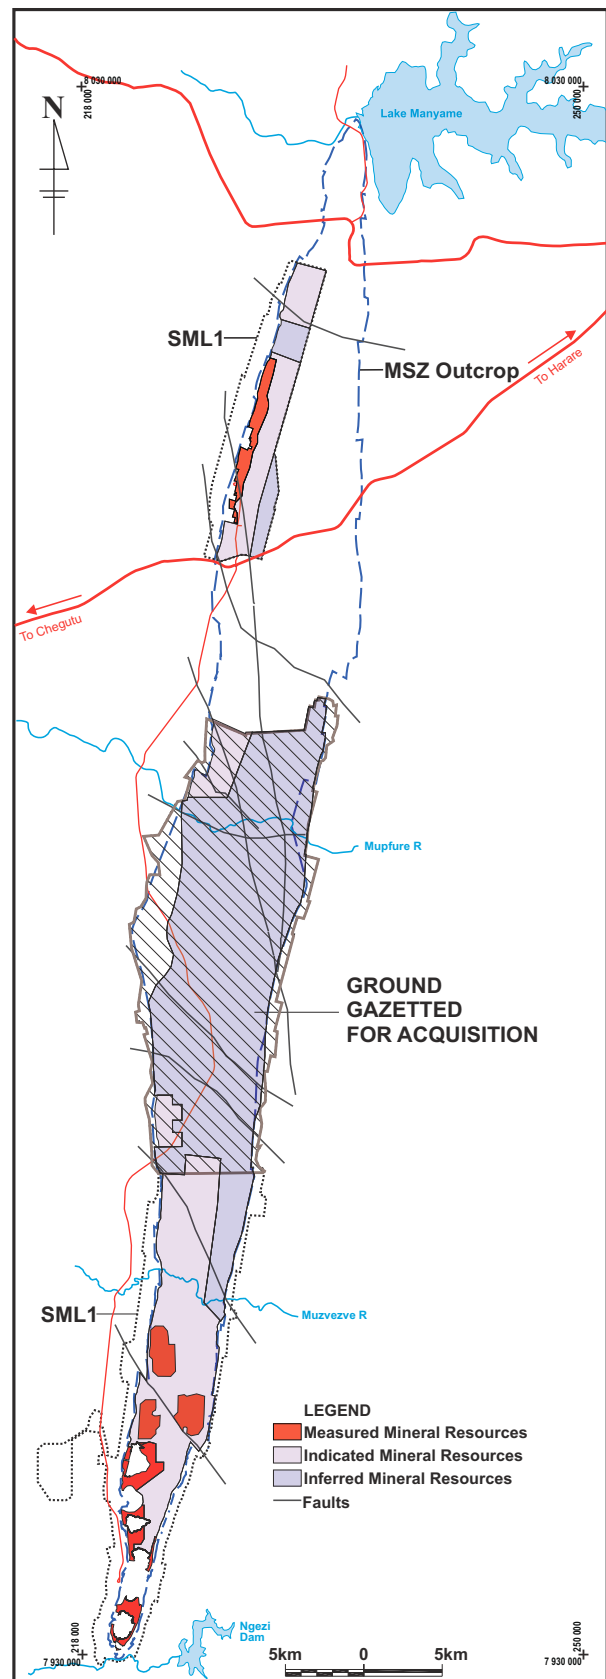 8 030 000
218 000
8 030 000
250 000
N
Lake Manyame
SML1
MSZ Outcrop
To Harare
To Chegutu
Mupfure R
GROUND
GAZETTED
FOR ACQUISITION
SML1
Muzvezve R
LEGEND
Measured Mineral Resources
Indicated Mineral Resources
Inferred Mineral Resources
Faults
Ngezi
Dam
218 000
7 930 000
5km
0
5km
250 000
7 930 000